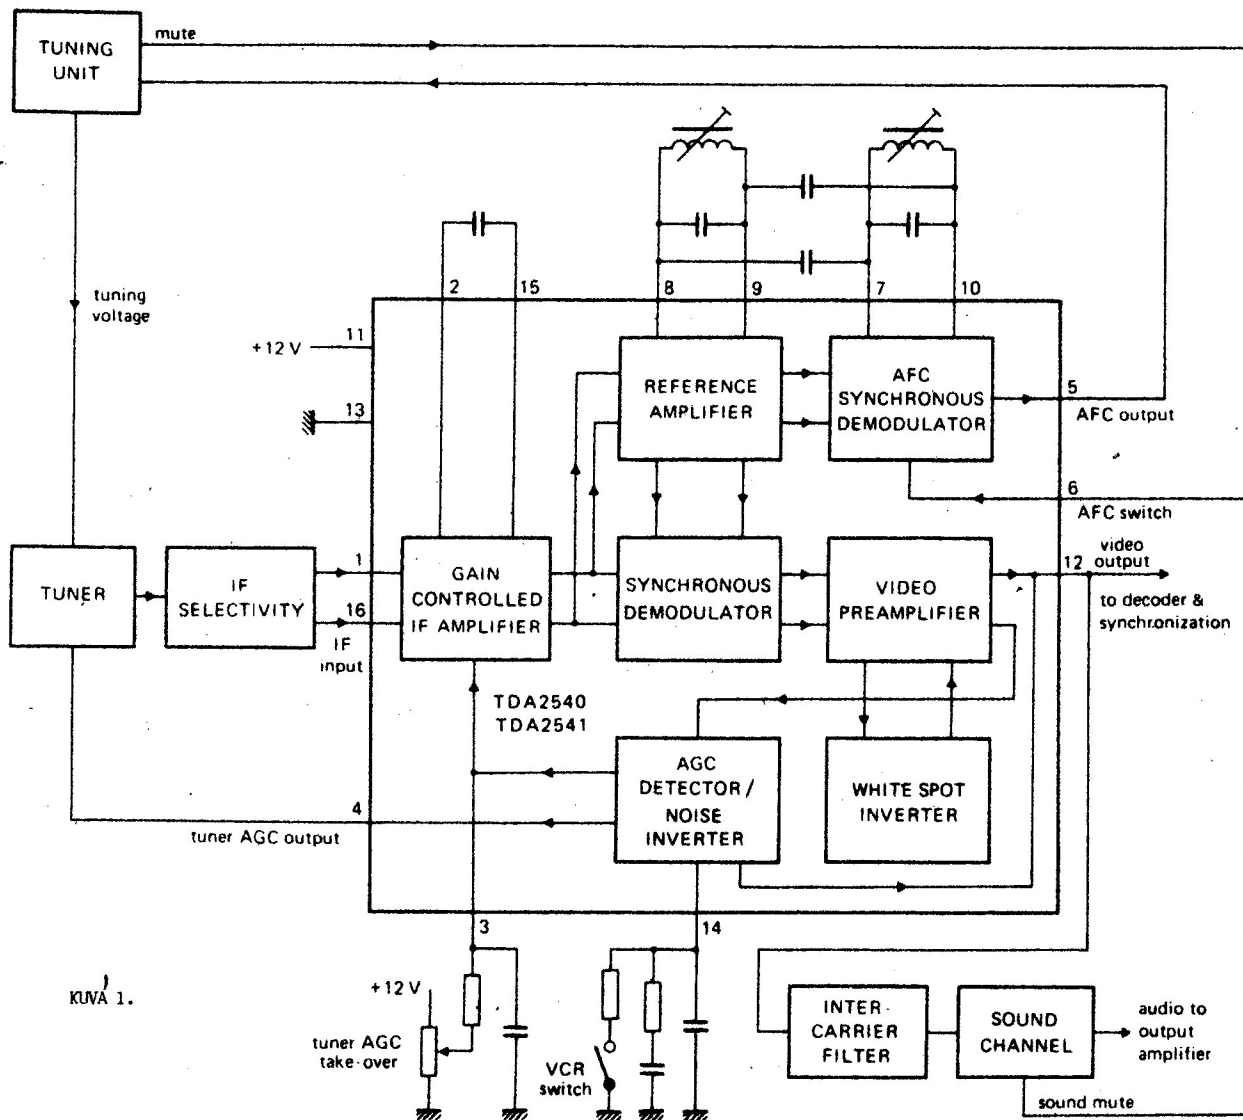 TUNING
UNIT
mute
tuning
voltage
2
15
8
9
7
10
+12 V
11
13
REFERENCE
AMPLIFIER
AFC
SYNCHRONOUS
DEMODULATOR
5
AFC output
6
AFC switch
TUNER
IF
SELECTIVITY
1
16
IF
input
GAIN
CONTROLLED
IF AMPLIFIER
SYNCHRONOUS
DEMODULATOR
VIDEO
PREAMPLIFIER
12
video
output
to decoder &
synchronization
TDA2540
TDA2541
AGC
DETECTOR /
NOISE
INVERTER
WHITE SPOT
INVERTER
4
tuner AGC output
3
14
KUVA 1.
+12 V
tuner AGC
take-over
VCR
switch
INTER-
CARRIER
FILTER
SOUND
CHANNEL
audio to
output
amplifier
sound mute